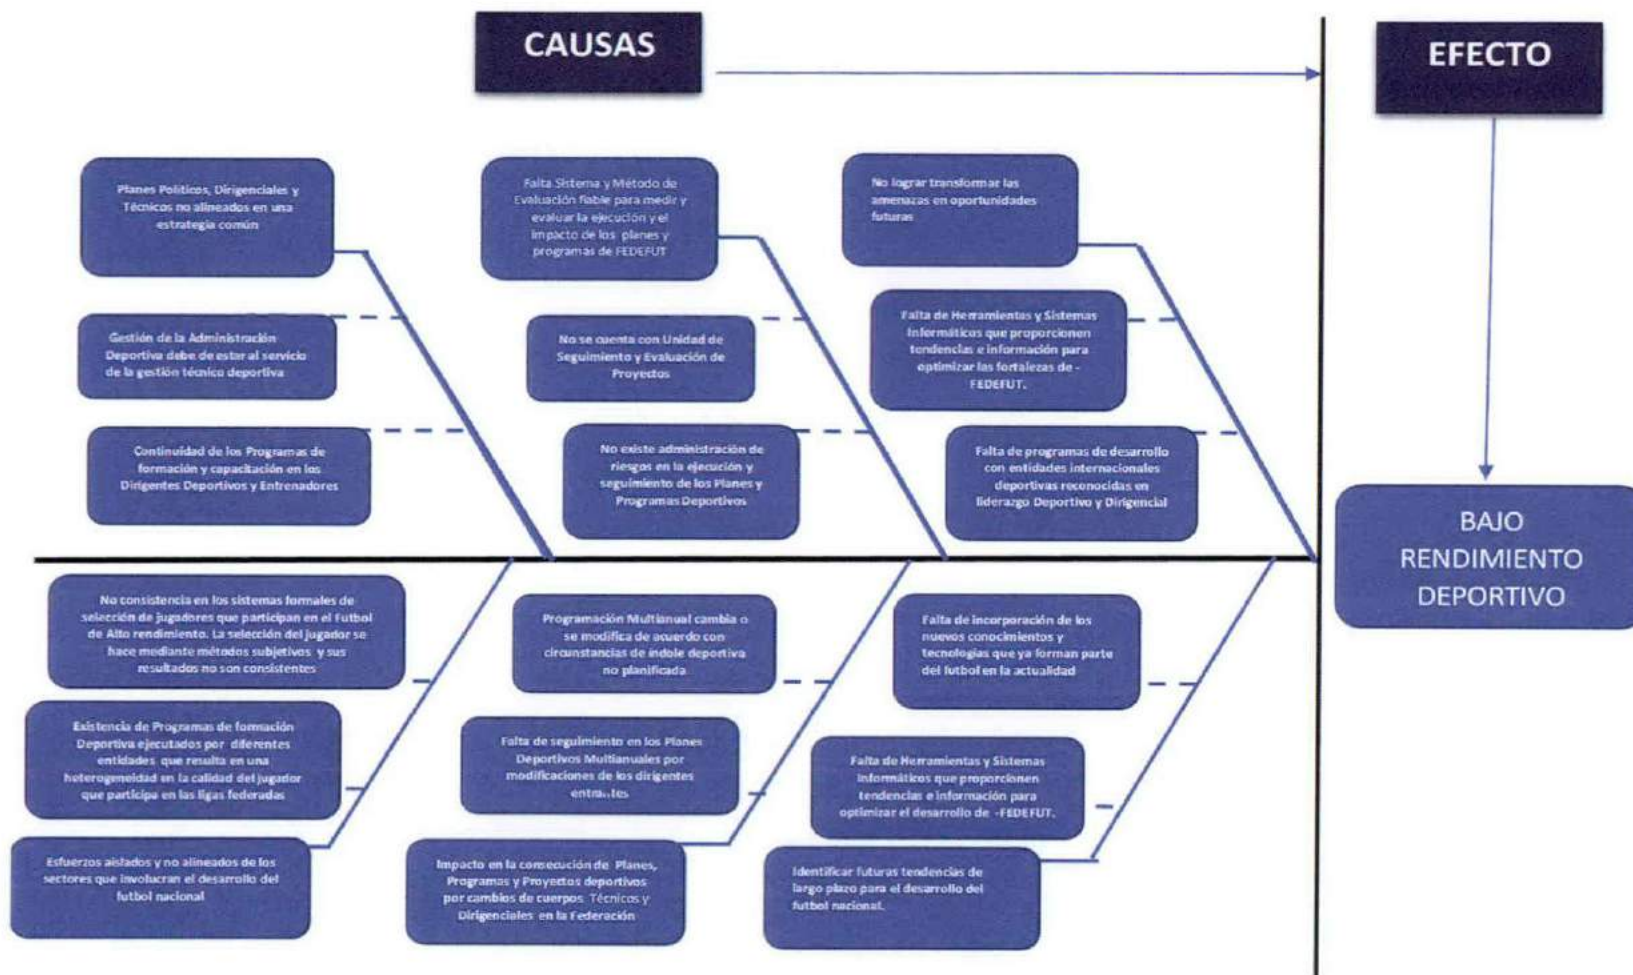 CAUSAS
EFECTO
Planes Políticos, Dirigenciales y
Técnicos no alineados en una
estrategia común
Falta Sistema y Método de
Evaluación fiable para medir y
evaluar la ejecución y el
impacto de los planes y
programas de FEDEFUT
No lograr transformar las
amenazas en oportunidades
futuras
Gestión de la Administración
Deportiva debe de estar al servicio
de la gestión técnico deportiva
No se cuenta con Unidad de
Seguimiento y Evaluación de
Proyectos
Falta de Herramientas y Sistemas
Informáticos que proporcionen
tendencias e información para
optimizar las fortalezas de -
FEDEFUT.
Continuidad de los Programas de
formación y capacitación en los
Dirigentes Deportivos y Entrenadores
No existe administración de
riesgos en la ejecución y
seguimiento de los Planes y
Programas Deportivos
Falta de programas de desarrollo
con entidades internacionales
deportivas reconocidas en
liderazgo Deportivo y Dirigencial
BAJO
RENDIMIENTO
DEPORTIVO
No consistencia en los sistemas formales de
selección de jugadores que participan en el Futbol
de Alto rendimiento. La selección del jugador se
hace mediante métodos subjetivos y sus
resultados no son consistentes
Programación Multianual cambia o
se modifica de acuerdo con
circunstancias de índole deportiva
no planificada
Falta de incorporación de los
nuevos conocimientos y
tecnologías que ya forman parte
del futbol en la actualidad
Existencia de Programas de formación
Deportiva ejecutados por diferentes
entidades que resulta en una
heterogeneidad en la calidad del jugador
que participa en las ligas federadas
Falta de seguimiento en los Planes
Deportivos Multianuales por
modificaciones de los dirigentes
Falta de Herramientas y Sistemas
Informáticos que proporcionen
tendencias e información para
optimizar el desarrollo de -FEDEFUT.
Esfuerzos aislados y no alineados de los
sectores que involucran el desarrollo del
futbol nacional
Impacto en la consecución de Planes,
Programas y Proyectos deportivos
por cambios de cuerpos Técnicos y
Dirigenciales en la Federación
Identificar futuras tendencias de
largo plazo para el desarrollo del
futbol nacional.